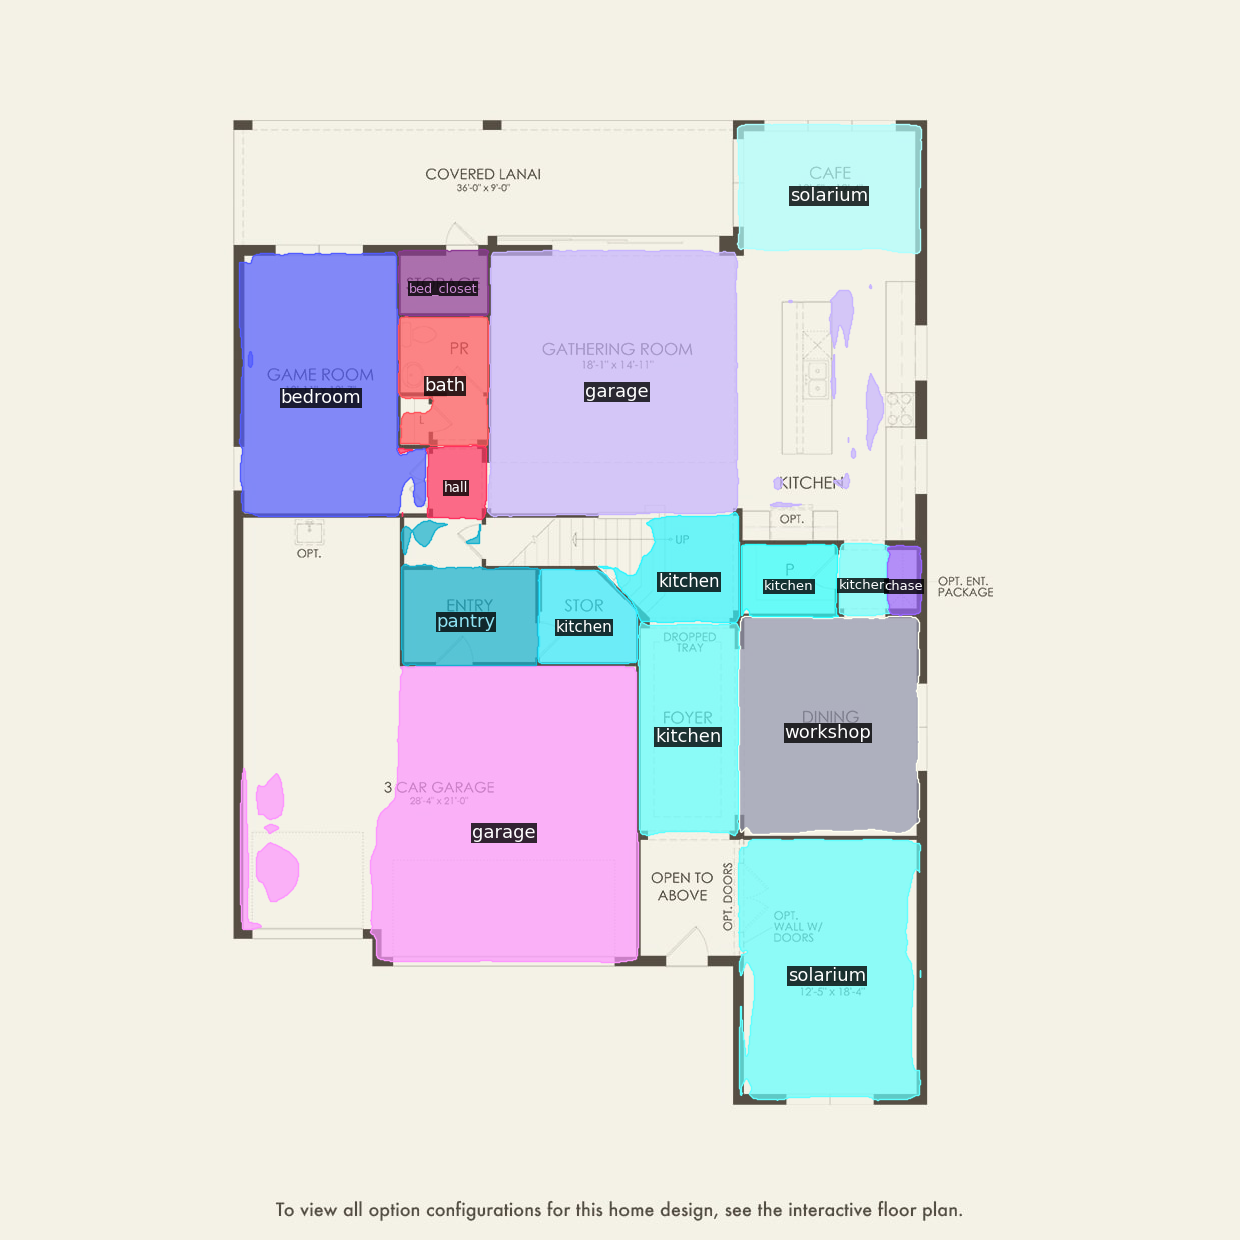 COVERED LANAI
36'-0" x 9'-0"
CAFE
solarium
STORAGE
bed_closet
PR
GATHERING ROOM
18'-1" x 14'-11"
garage
GAME ROOM
bedroom
bath
L
hall
KITCHEN
OPT.
OPT.
UP
kitchen
P
kitchen
kitchen
chase
OPT. ENT.
PACKAGE
ENTRY
pantry
STOR
kitchen
DROPPED
TRAY
FOYER
kitchen
DINING
workshop
3 CAR GARAGE
28'-4" x 21'-0"
garage
OPEN TO
ABOVE
OPT. DOORS
OPT.
WALL W/
DOORS
solarium
12'-5" x 18'-4"
To view all option configurations for this home design, see the interactive floor plan.